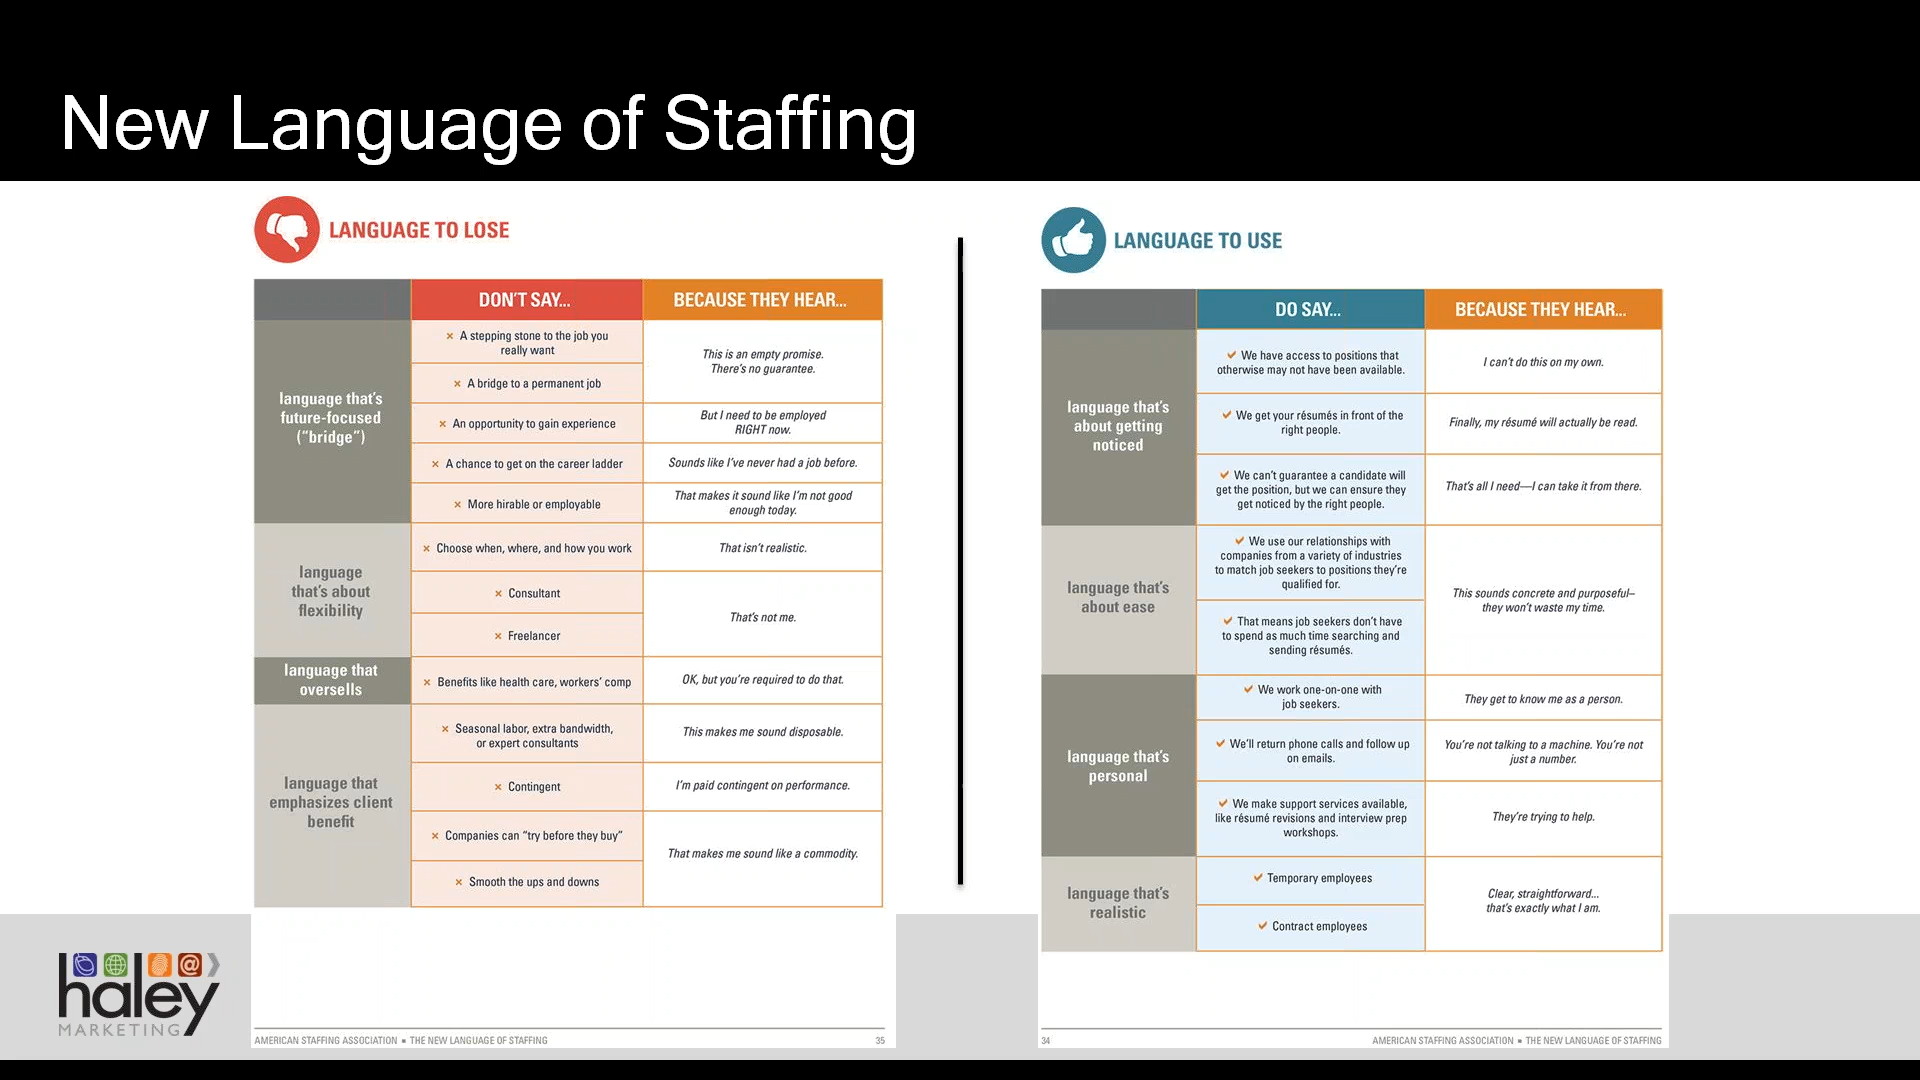 New Language of Staffing
LANGUAGE TO LOSE
DON'T SAY...
BECAUSE THEY HEAR...
language that's
future-focused
("bridge")
× A stepping stone to the job you
really want
× A bridge to a permanent job
This is an empty promise.
There's no guarantee.
× An opportunity to gain experience
But I need to be employed
RIGHT now.
× A chance to get on the career ladder
Sounds like I've never had a job before.
× More hirable or employable
That makes it sound like I'm not good
enough today.
language
that's about
flexibility
× Choose when, where, and how you work
That isn't realistic.
× Consultant
× Freelancer
That's not me.
language that
oversells
× Benefits like health care, workers' comp
OK, but you're required to do that.
language that
emphasizes client
benefit
× Seasonal labor, extra bandwidth,
or expert consultants
This makes me sound disposable.
× Contingent
I'm paid contingent on performance.
× Companies can "try before they buy"
× Smooth the ups and downs
That makes me sound like a commodity.
AMERICAN STAFFING ASSOCIATION ▪ THE NEW LANGUAGE OF STAFFING
35
LANGUAGE TO USE
DO SAY...
BECAUSE THEY HEAR...
language that's
about getting
noticed
✓ We have access to positions that
otherwise may not have been available.
I can't do this on my own.
✓ We get your résumés in front of the
right people.
Finally, my résumé will actually be read.
✓ We can't guarantee a candidate will
get the position, but we can ensure they
get noticed by the right people.
That's all I need—I can take it from there.
language that's
about ease
✓ We use our relationships with
companies from a variety of industries
to match job seekers to positions they're
qualified for.
✓ That means job seekers don't have
to spend as much time searching and
sending résumés.
This sounds concrete and purposeful–
they won't waste my time.
language that's
personal
✓ We work one-on-one with
job seekers.
They get to know me as a person.
✓ We'll return phone calls and follow up
on emails.
You're not talking to a machine. You're not
just a number.
✓ We make support services available,
like résumé revisions and interview prep
workshops.
They're trying to help.
language that's
realistic
✓ Temporary employees
✓ Contract employees
Clear, straightforward...
that's exactly what I am.
34
AMERICAN STAFFING ASSOCIATION ▪ THE NEW LANGUAGE OF STAFFING
haley
MARKETING